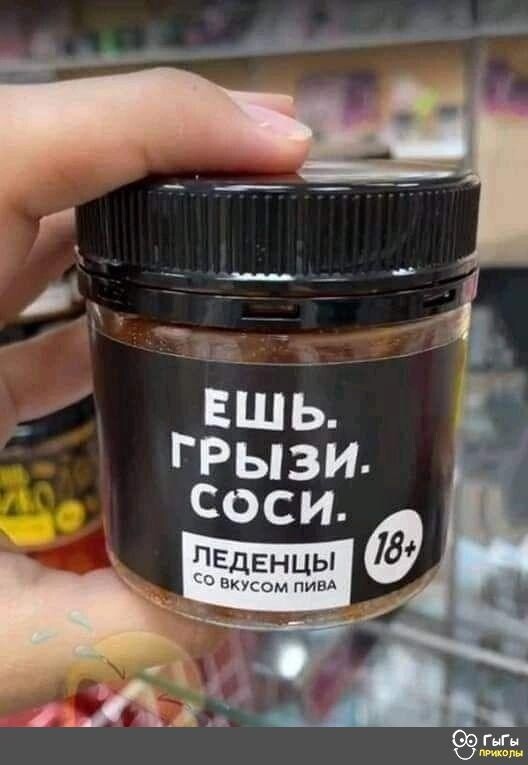 ЕШЬ.
ГРЫЗИ.
СОСИ.
ЛЕДЕНЦЫ
СО ВКУСОМ ПИВА
18+
ГыГы
ПРИКОЛЫ